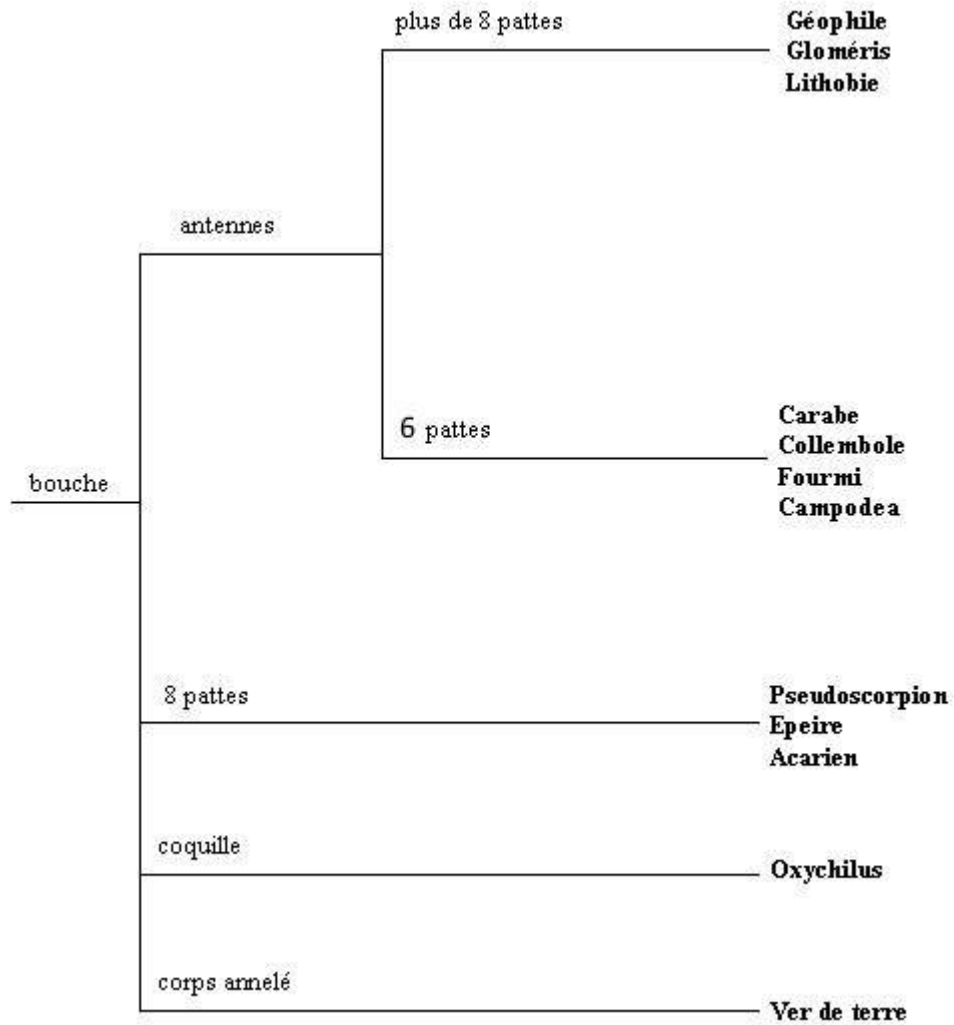 plus de 8 pattes
Géophile
Gloméris
Lithobie
antennes
6 pattes
Carabe
Collembole
Fourmi
Campodea
bouche
8 pattes
Pseudoscorpion
Epeire
Acarien
coquille
Oxychilus
corps annelé
Ver de terre